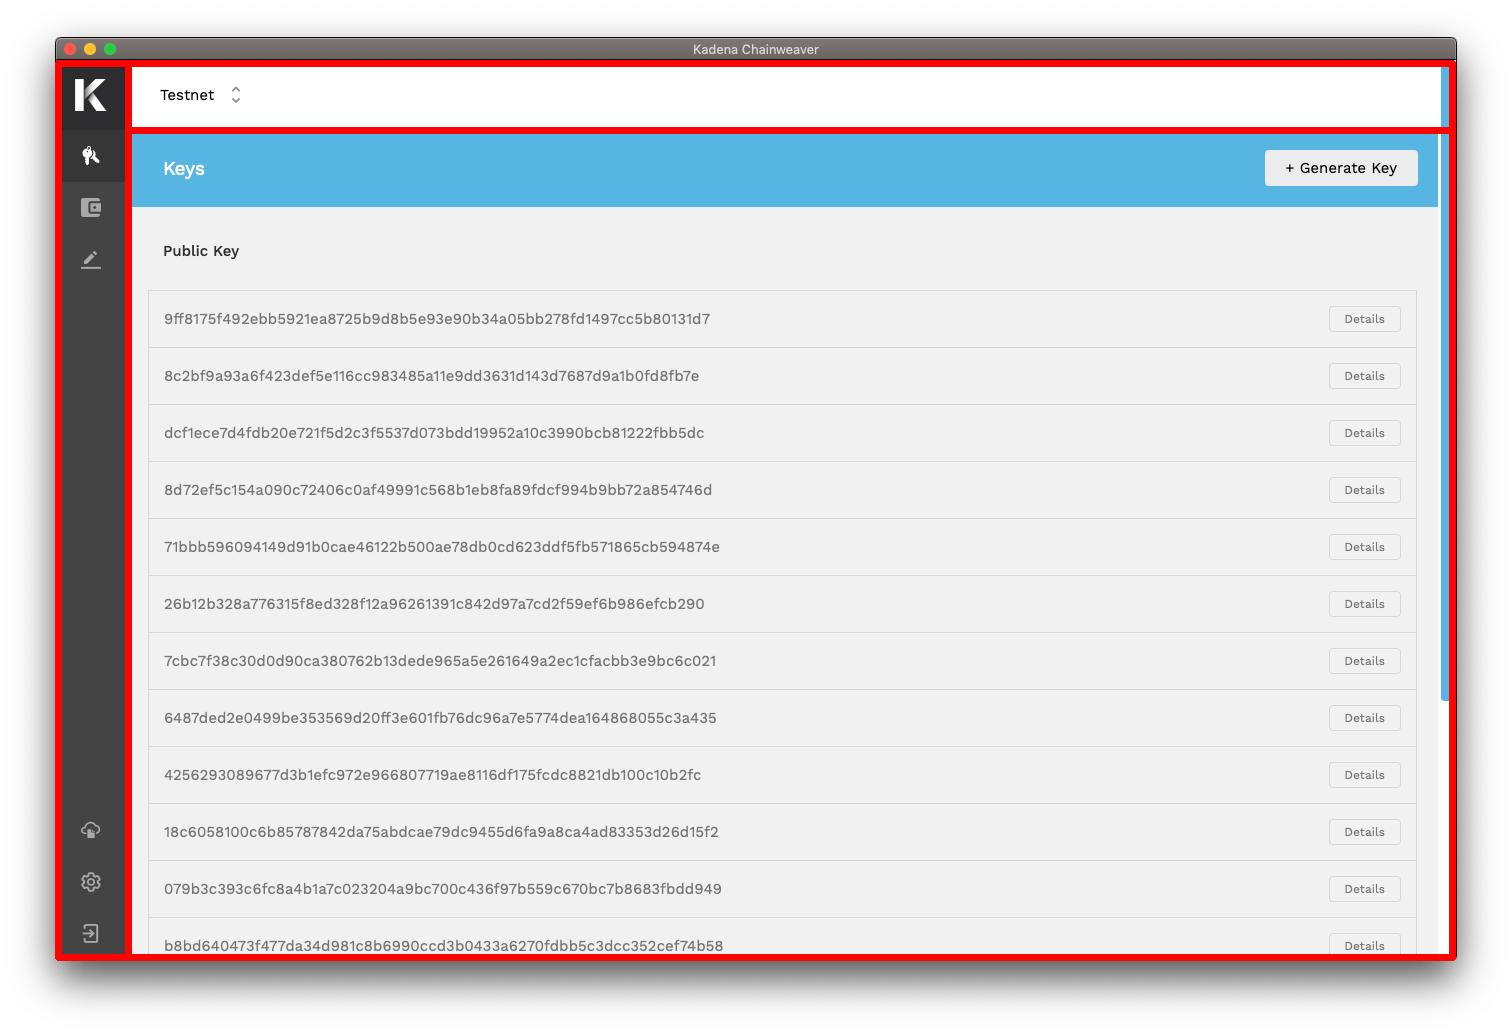 Kadena Chainweaver
Testnet
Keys
+ Generate Key
Public Key
9ff8175f492ebb5921ea8725b9d8b5e93e90b34a05bb278fd1497cc5b80131d7 Details
8c2bf9a93a6f423def5e116cc983485a11e9dd3631d143d7687d9a1b0fd8fb7e Details
dcf1ece7d4fdb20e721f5d2c3f5537d073bdd19952a10c3990bcb81222fbb5dc Details
8d72ef5c154a090c72406c0af49991c568b1eb8fa89fdcf994b9bb72a854746d Details
71bbb596094149d91b0cae46122b500ae78db0cd623ddf5fb571865cb594874e Details
26b12b328a776315f8ed328f12a96261391c842d97a7cd2f59ef6b986efcb290 Details
7cbc7f38c30d0d90ca380762b13dede965a5e261649a2ec1cfacbb3e9bc6c021 Details
6487ded2e0499be353569d20ff3e601fb76dc96a7e5774dea164868055c3a435 Details
4256293089677d3b1efc972e966807719ae8116df175fcdc8821db100c10b2fc Details
18c6058100c6b85787842da75abdcae79dc9455d6fa9a8ca4ad83353d26d15f2 Details
079b3c393c6fc8a4b1a7c023204a9bc700c436f97b559c670bc7b8683fbdd949 Details
b8bd640473f477da34d981c8b6990ccd3b0433a6270fdbb5c3dcc352cef74b58 Details